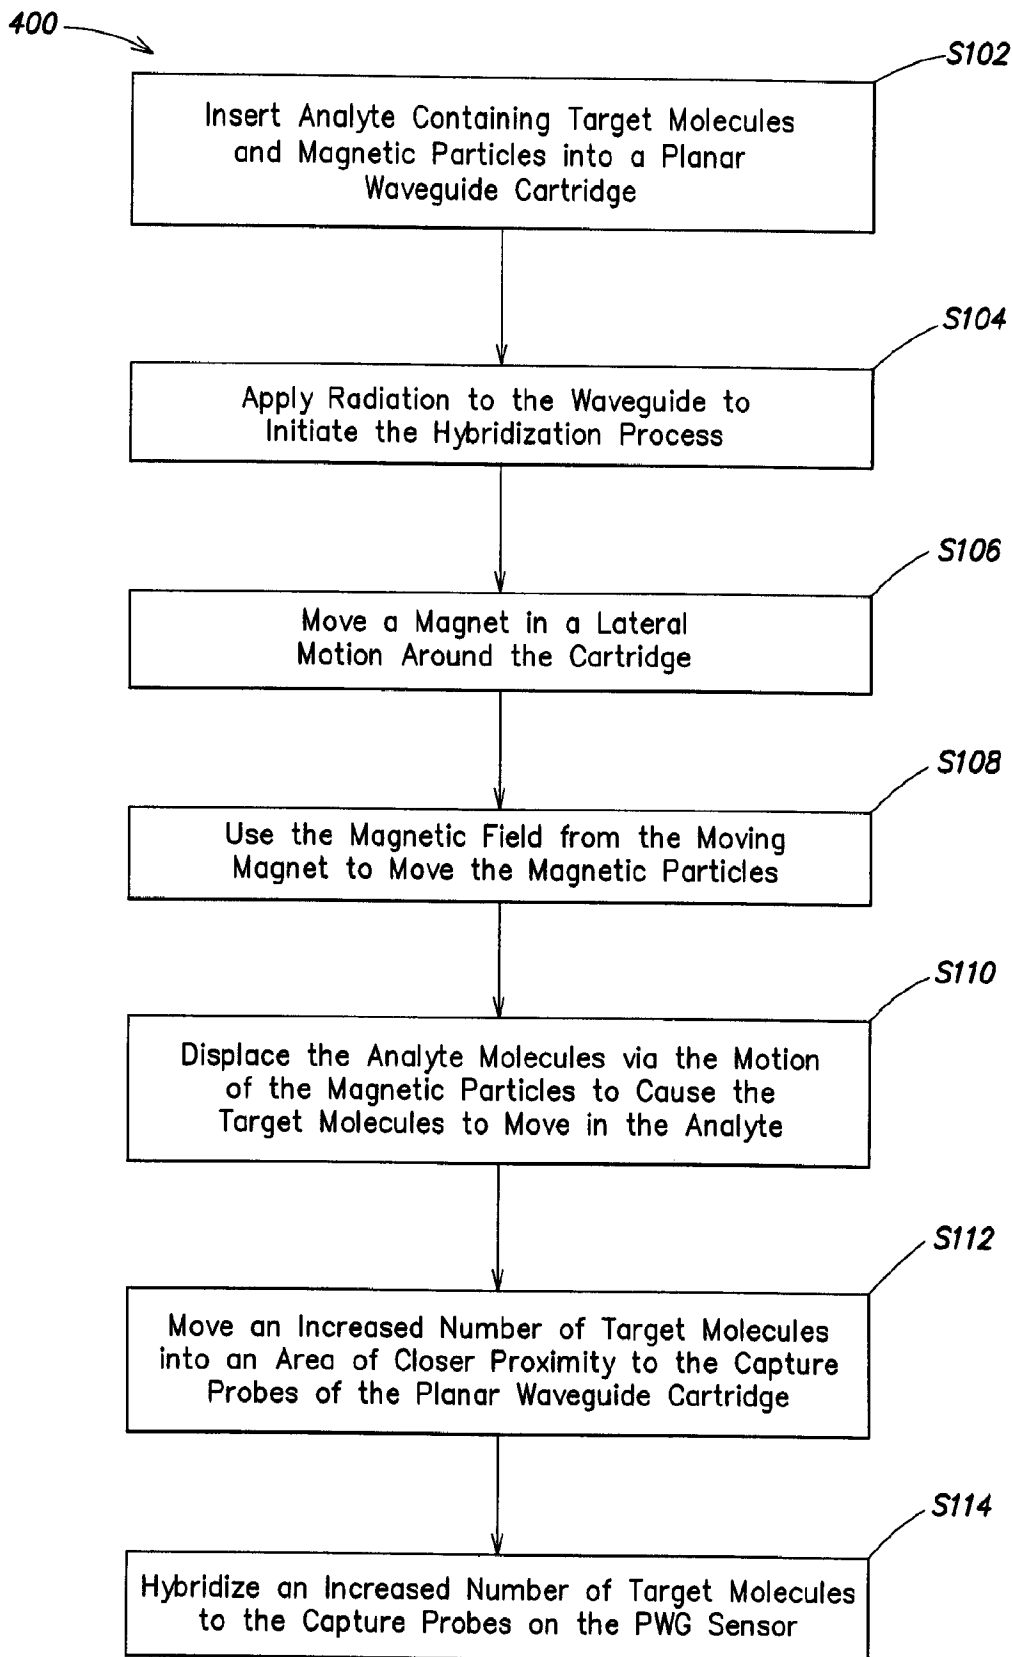 400
S102
Insert Analyte Containing Target Molecules
and Magnetic Particles into a Planar
Waveguide Cartridge
S104
Apply Radiation to the Waveguide to
Initiate the Hybridization Process
S106
Move a Magnet in a Lateral
Motion Around the Cartridge
S108
Use the Magnetic Field from the Moving
Magnet to Move the Magnetic Particles
S110
Displace the Analyte Molecules via the Motion
of the Magnetic Particles to Cause the
Target Molecules to Move in the Analyte
S112
Move an Increased Number of Target Molecules
into an Area of Closer Proximity to the Capture
Probes of the Planar Waveguide Cartridge
S114
Hybridize an Increased Number of Target Molecules
to the Capture Probes on the PWG Sensor